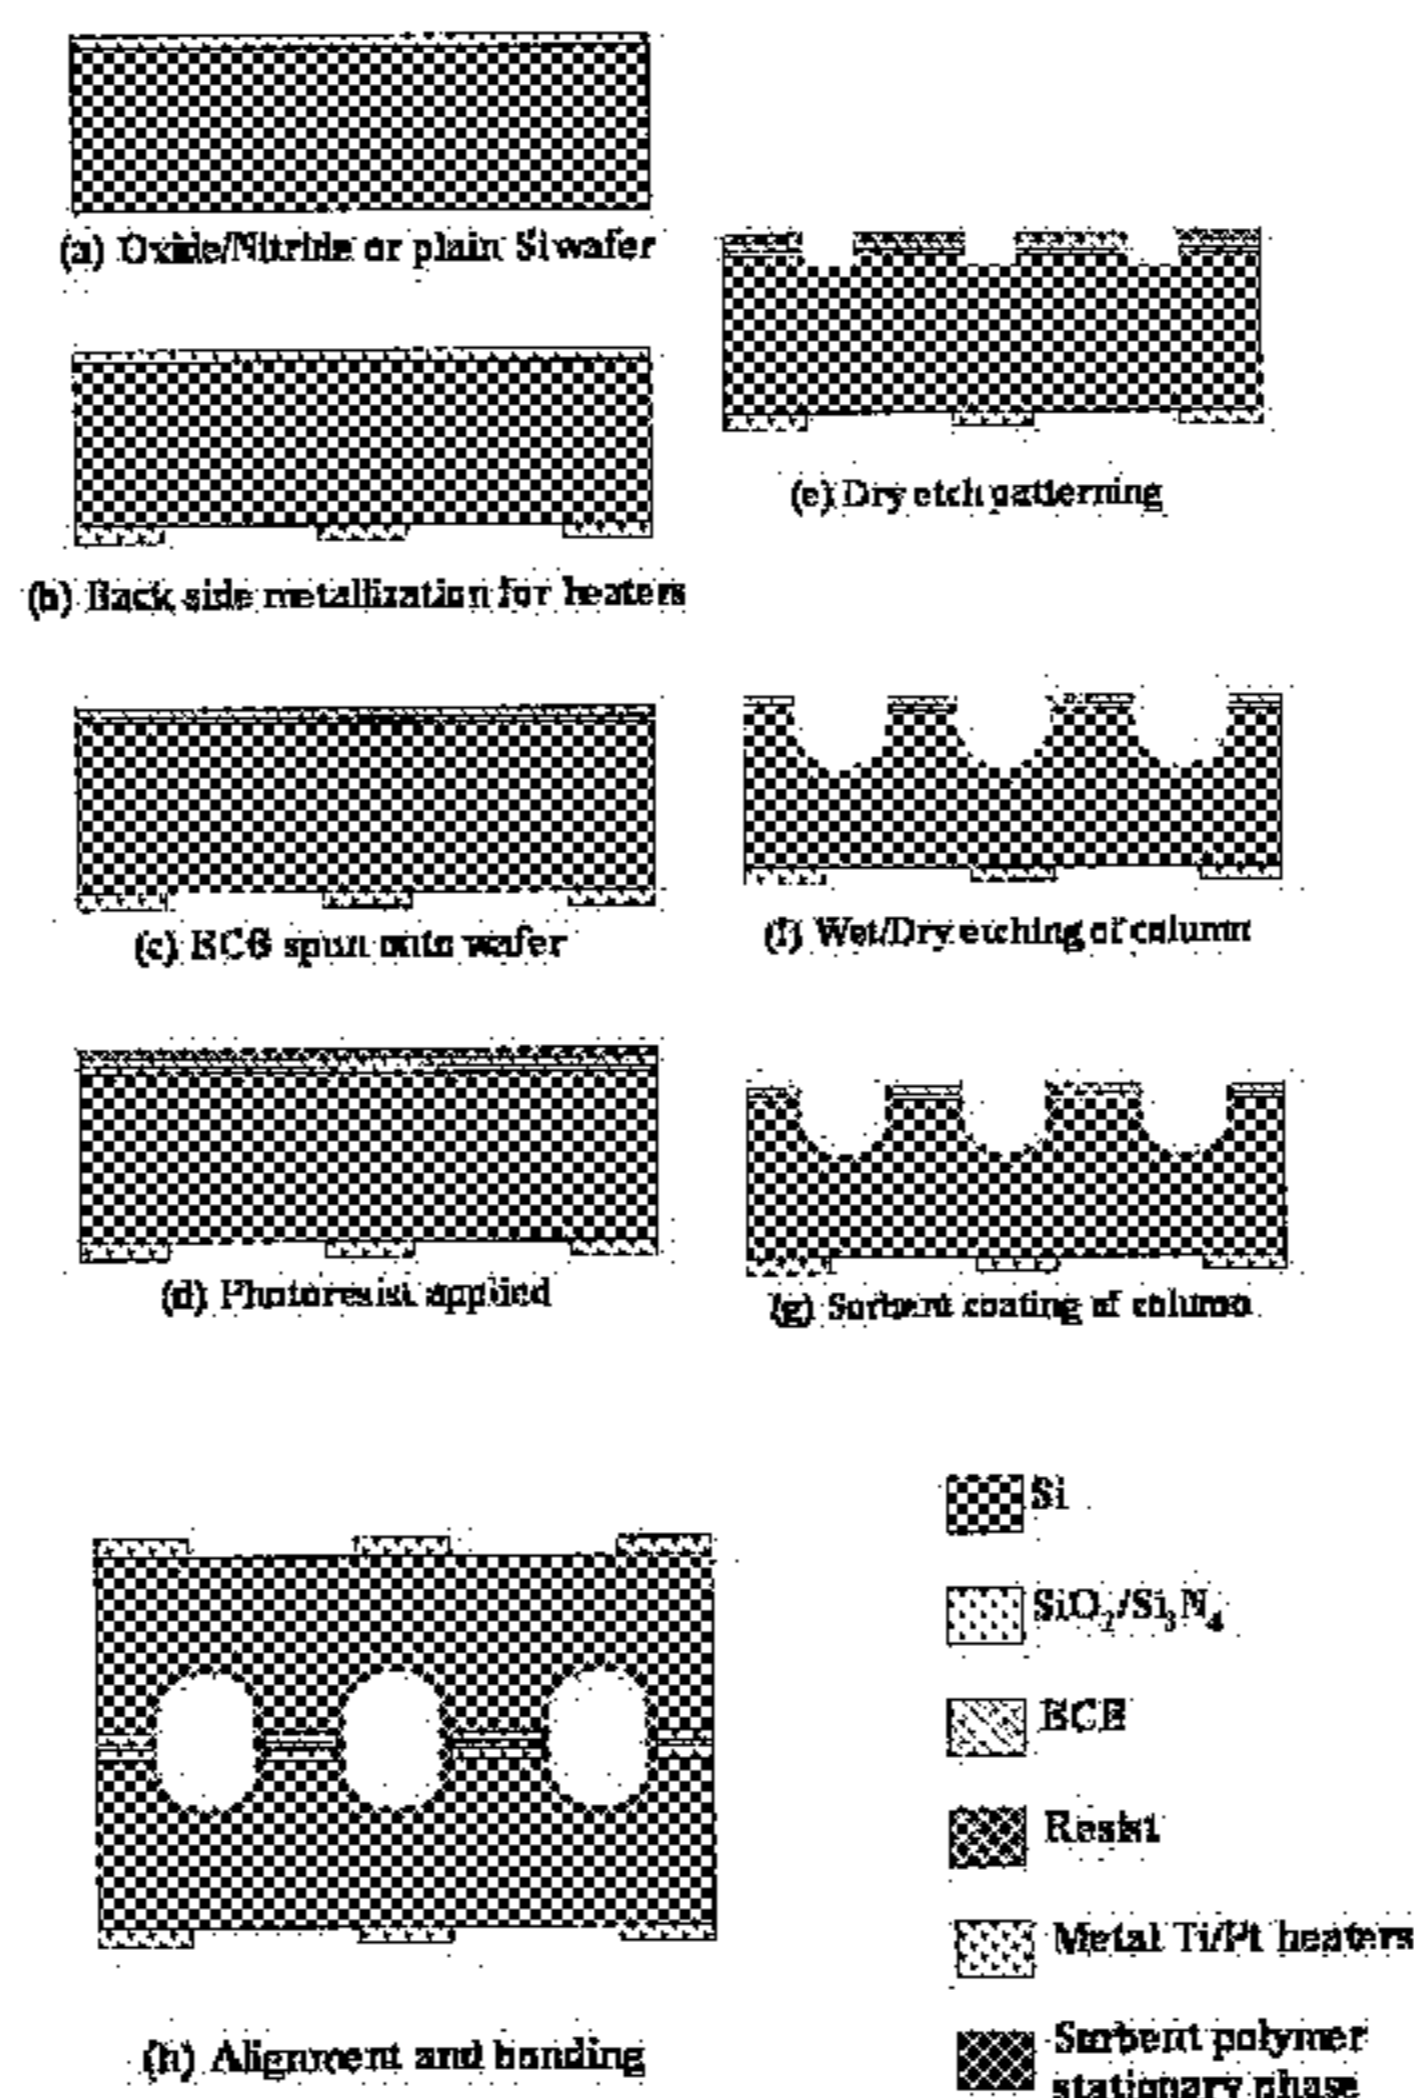 (a) Oxide/Nitride or plain Si wafer
(b) Back side metallization for heaters
(c) BCB spun onto wafer
(d) Photoresist applied
(e) Dry etch patterning
(f) Wet/Dry etching of column
(g) Sorbent coating of column
(h) Alignment and bonding
Si
SiO2/Si3N4
BCB
Resist
Metal Ti/Pt heaters
Sorbent polymer
stationary phase